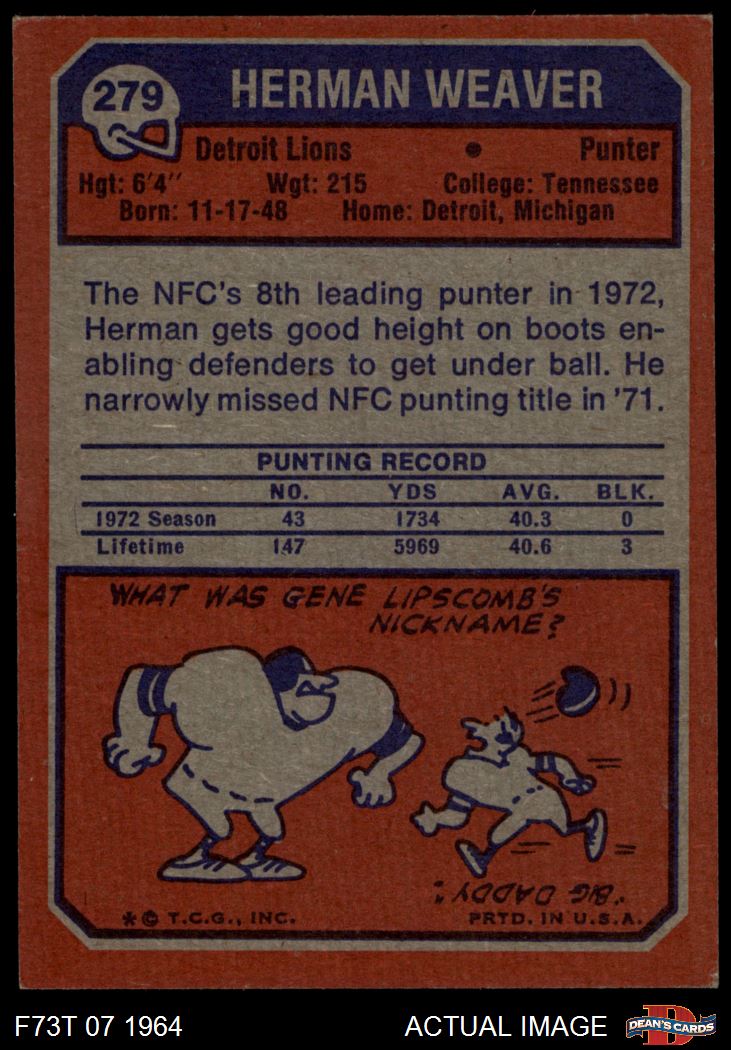 279
HERMAN WEAVER
Detroit Lions • Punter
Hgt: 6'4" Wgt: 215 College: Tennessee
Born: 11-17-48 Home: Detroit, Michigan
The NFC's 8th leading punter in 1972,
Herman gets good height on boots en-
abling defenders to get under ball. He
narrowly missed NFC punting title in '71.
PUNTING RECORD
NO. YDS AVG. BLK.
1972 Season 43 1734 40.3 0
Lifetime 147 5969 40.6 3
WHAT WAS GENE LIPSCOMB'S
NICKNAME?
"BIG DADDY"
*© T.C.G., INC. PRTD. IN U.S.A.
F73T 07 1964 ACTUAL IMAGE
D
DEAN'S CARDS